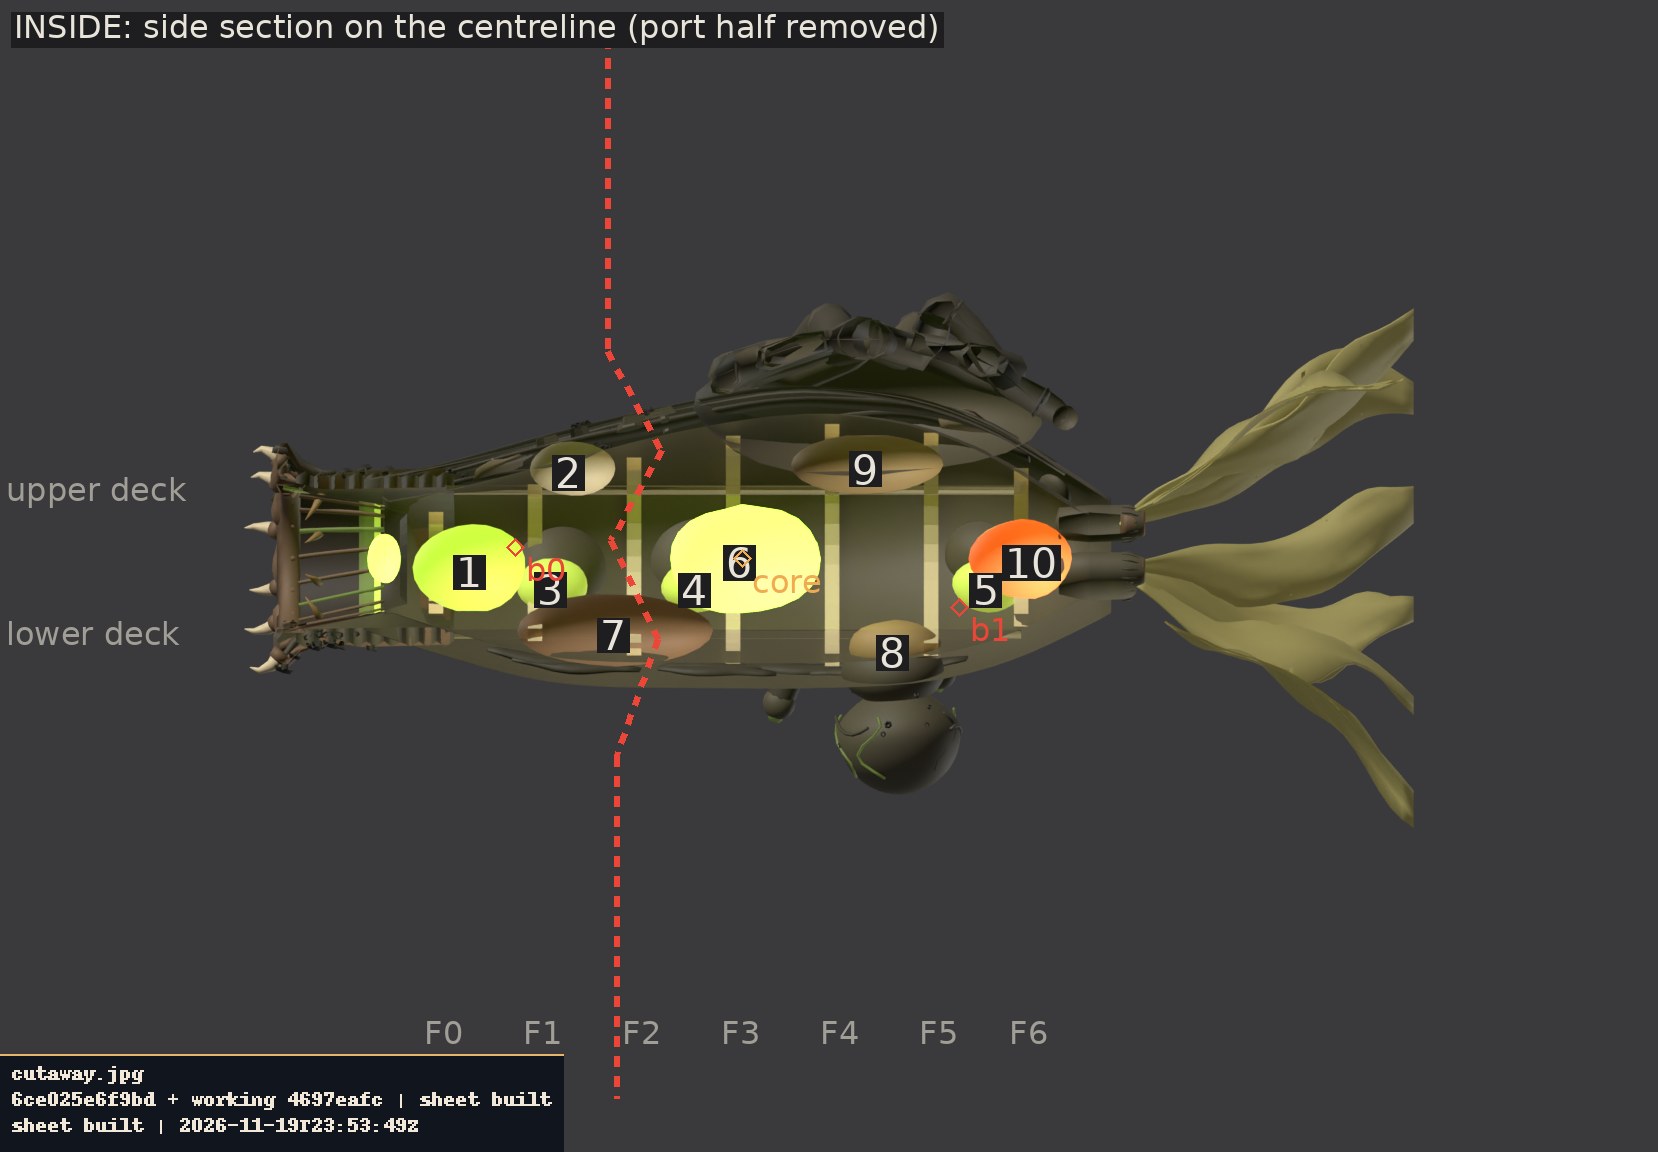 INSIDE: side section on the centreline (port half removed)
upper deck
2
9
6
1
b0
3
4
core
5
10
b1
lower deck
7
8
F0 F1 F2 F3 F4 F5 F6
cutaway.jpg
6ce025e6f9bd + working 4697eafc | sheet built
sheet built | 2026-11-19T23:53:49Z